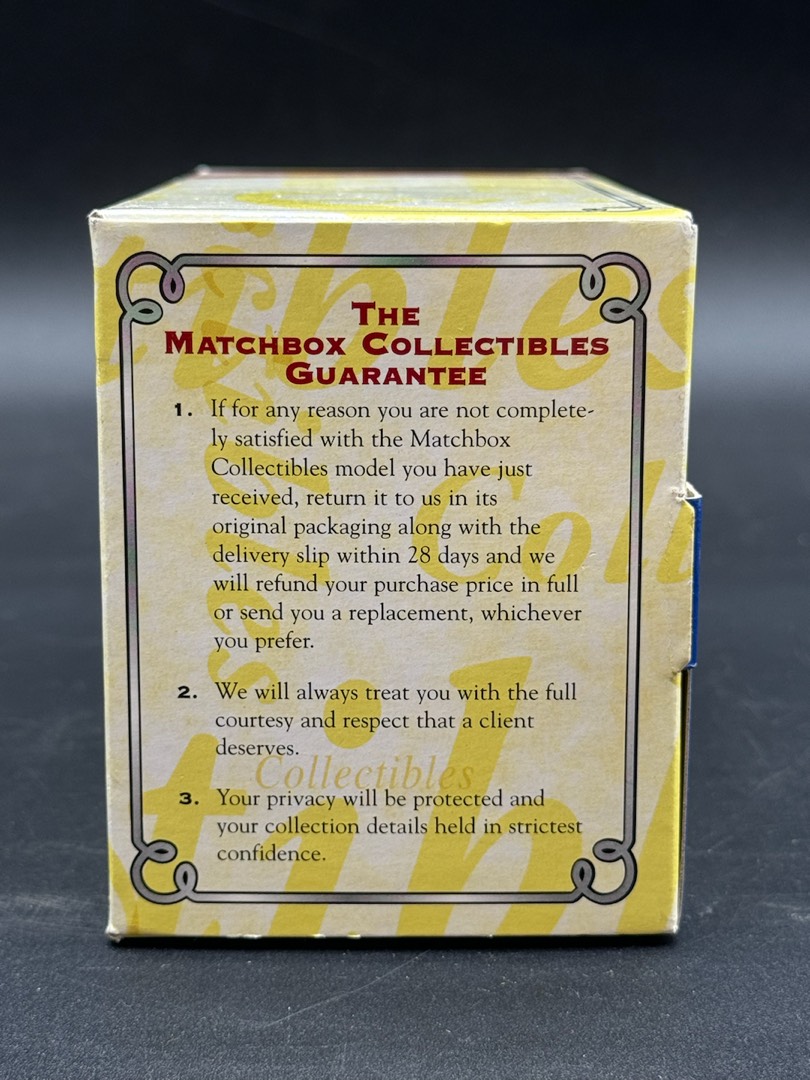 The
Matchbox Collectibles
Guarantee
1. If for any reason you are not complete-
ly satisfied with the Matchbox
Collectibles model you have just
received, return it to us in its
original packaging along with the
delivery slip within 28 days and we
will refund your purchase price in full
or send you a replacement, whichever
you prefer.
2. We will always treat you with the full
courtesy and respect that a client
deserves.
Collectibles
3. Your privacy will be protected and
your collection details held in strictest
confidence.